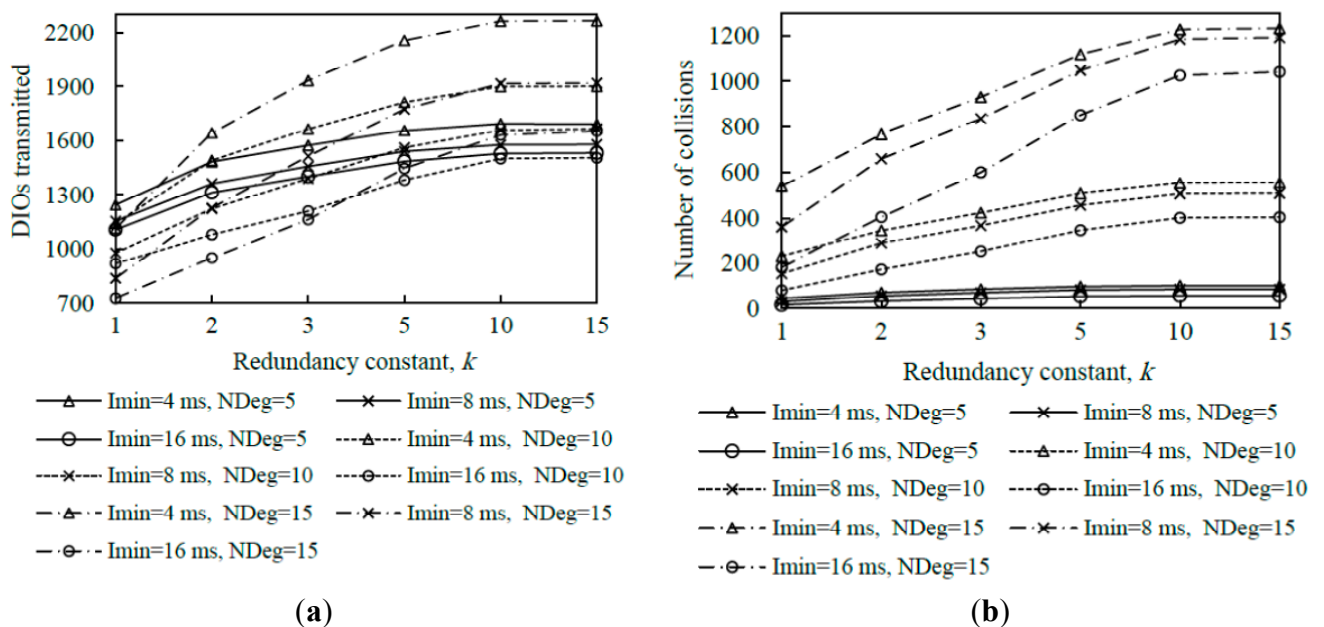 2200
1900
1600
1300
1000
700
DIOs transmitted
1 2 3 5 10 15
Redundancy constant, k
Imin=4 ms, NDeg=5 Imin=8 ms, NDeg=5
Imin=16 ms, NDeg=5 Imin=4 ms, NDeg=10
Imin=8 ms, NDeg=10 Imin=16 ms, NDeg=10
Imin=4 ms, NDeg=15 Imin=8 ms, NDeg=15
Imin=16 ms, NDeg=15
(a)
1200
1000
800
600
400
200
0
Number of collisions
1 2 3 5 10 15
Redundancy constant, k
Imin=4 ms, NDeg=5 Imin=8 ms, NDeg=5
Imin=16 ms, NDeg=5 Imin=4 ms, NDeg=10
Imin=8 ms, NDeg=10 Imin=16 ms, NDeg=10
Imin=4 ms, NDeg=15 Imin=8 ms, NDeg=15
Imin=16 ms, NDeg=15
(b)